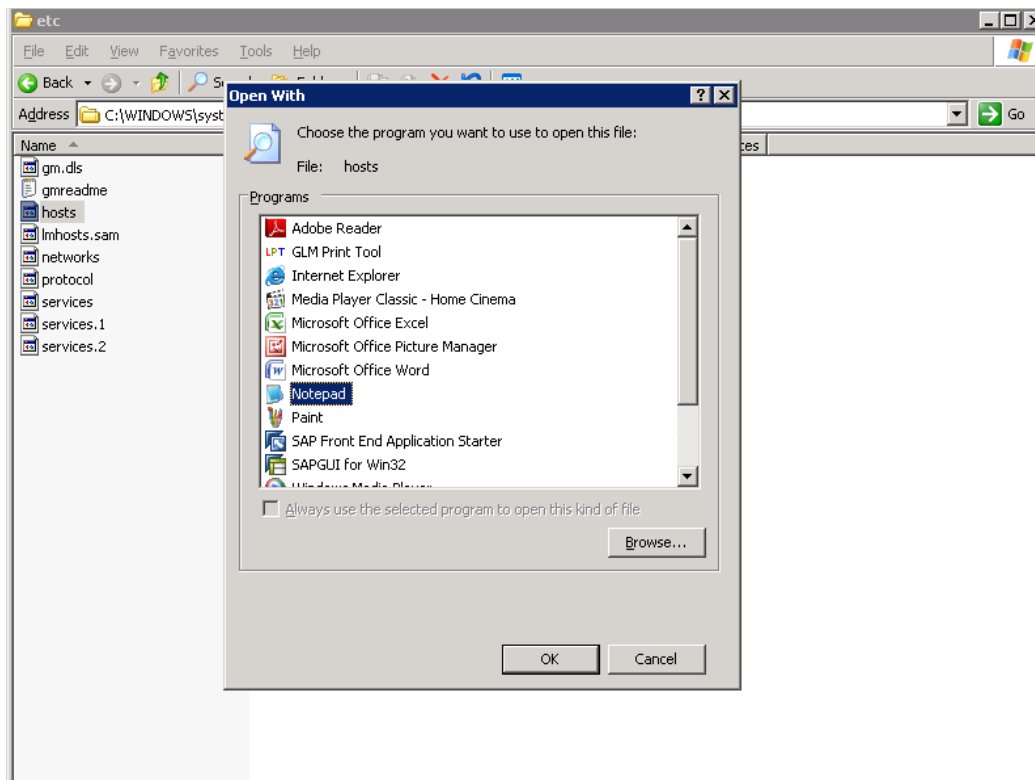 etc
File Edit View Favorites Tools Help
Back
Address C:\WINDOWS\syst
Go
Name
gm.dls
gmreadme
hosts
lmhosts.sam
networks
protocol
services
services.1
services.2
Open With
Choose the program you want to use to open this file:
File: hosts
Programs
Adobe Reader
LPT GLM Print Tool
Internet Explorer
Media Player Classic - Home Cinema
Microsoft Office Excel
Microsoft Office Picture Manager
Microsoft Office Word
Notepad
Paint
SAP Front End Application Starter
SAPGUI for Win32
Windows Media Player
Always use the selected program to open this kind of file
Browse...
OK Cancel